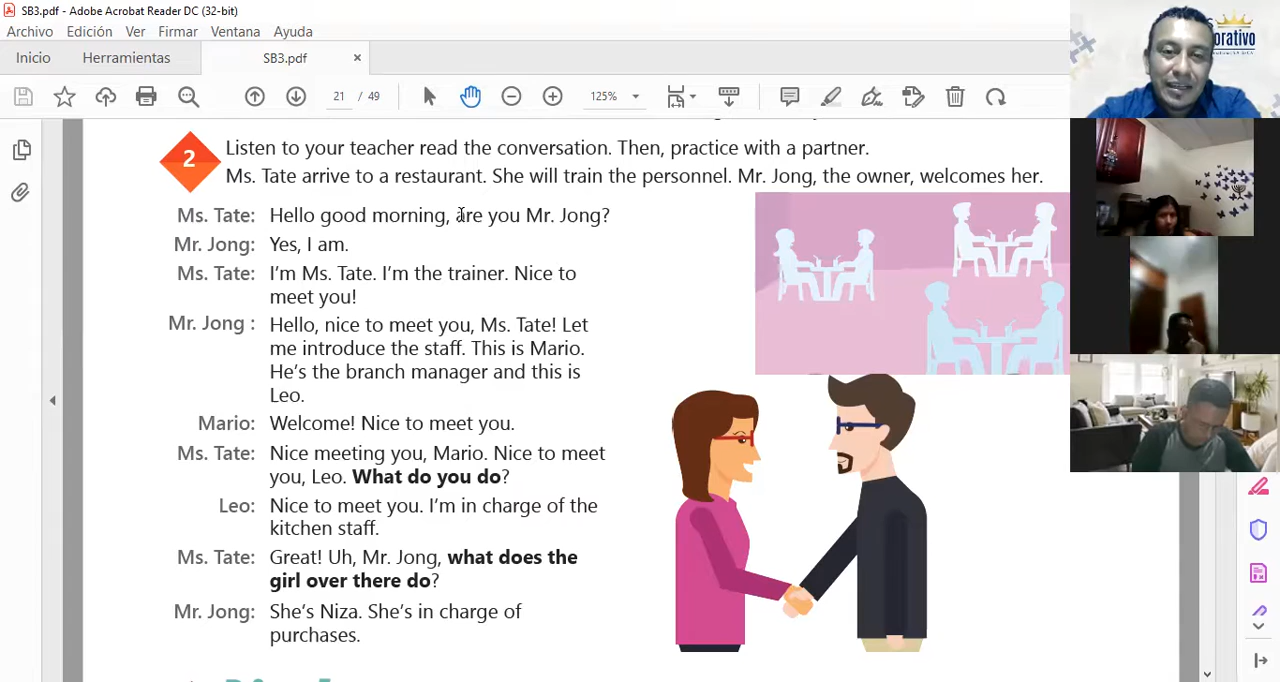 SB3.pdf - Adobe Acrobat Reader DC (32-bit)
Archivo Edición Ver Firmar Ventana Ayuda
Inicio Herramientas SB3.pdf ×
21 / 49 125%
orativo
2
Listen to your teacher read the conversation. Then, practice with a partner.
Ms. Tate arrive to a restaurant. She will train the personnel. Mr. Jong, the owner, welcomes her.
Ms. Tate: Hello good morning, are you Mr. Jong?
Mr. Jong: Yes, I am.
Ms. Tate: I'm Ms. Tate. I'm the trainer. Nice to
meet you!
Mr. Jong : Hello, nice to meet you, Ms. Tate! Let
me introduce the staff. This is Mario.
He's the branch manager and this is
Leo.
Mario: Welcome! Nice to meet you.
Ms. Tate: Nice meeting you, Mario. Nice to meet
you, Leo. What do you do?
Leo: Nice to meet you. I'm in charge of the
kitchen staff.
Ms. Tate: Great! Uh, Mr. Jong, what does the
girl over there do?
Mr. Jong: She's Niza. She's in charge of
purchases.